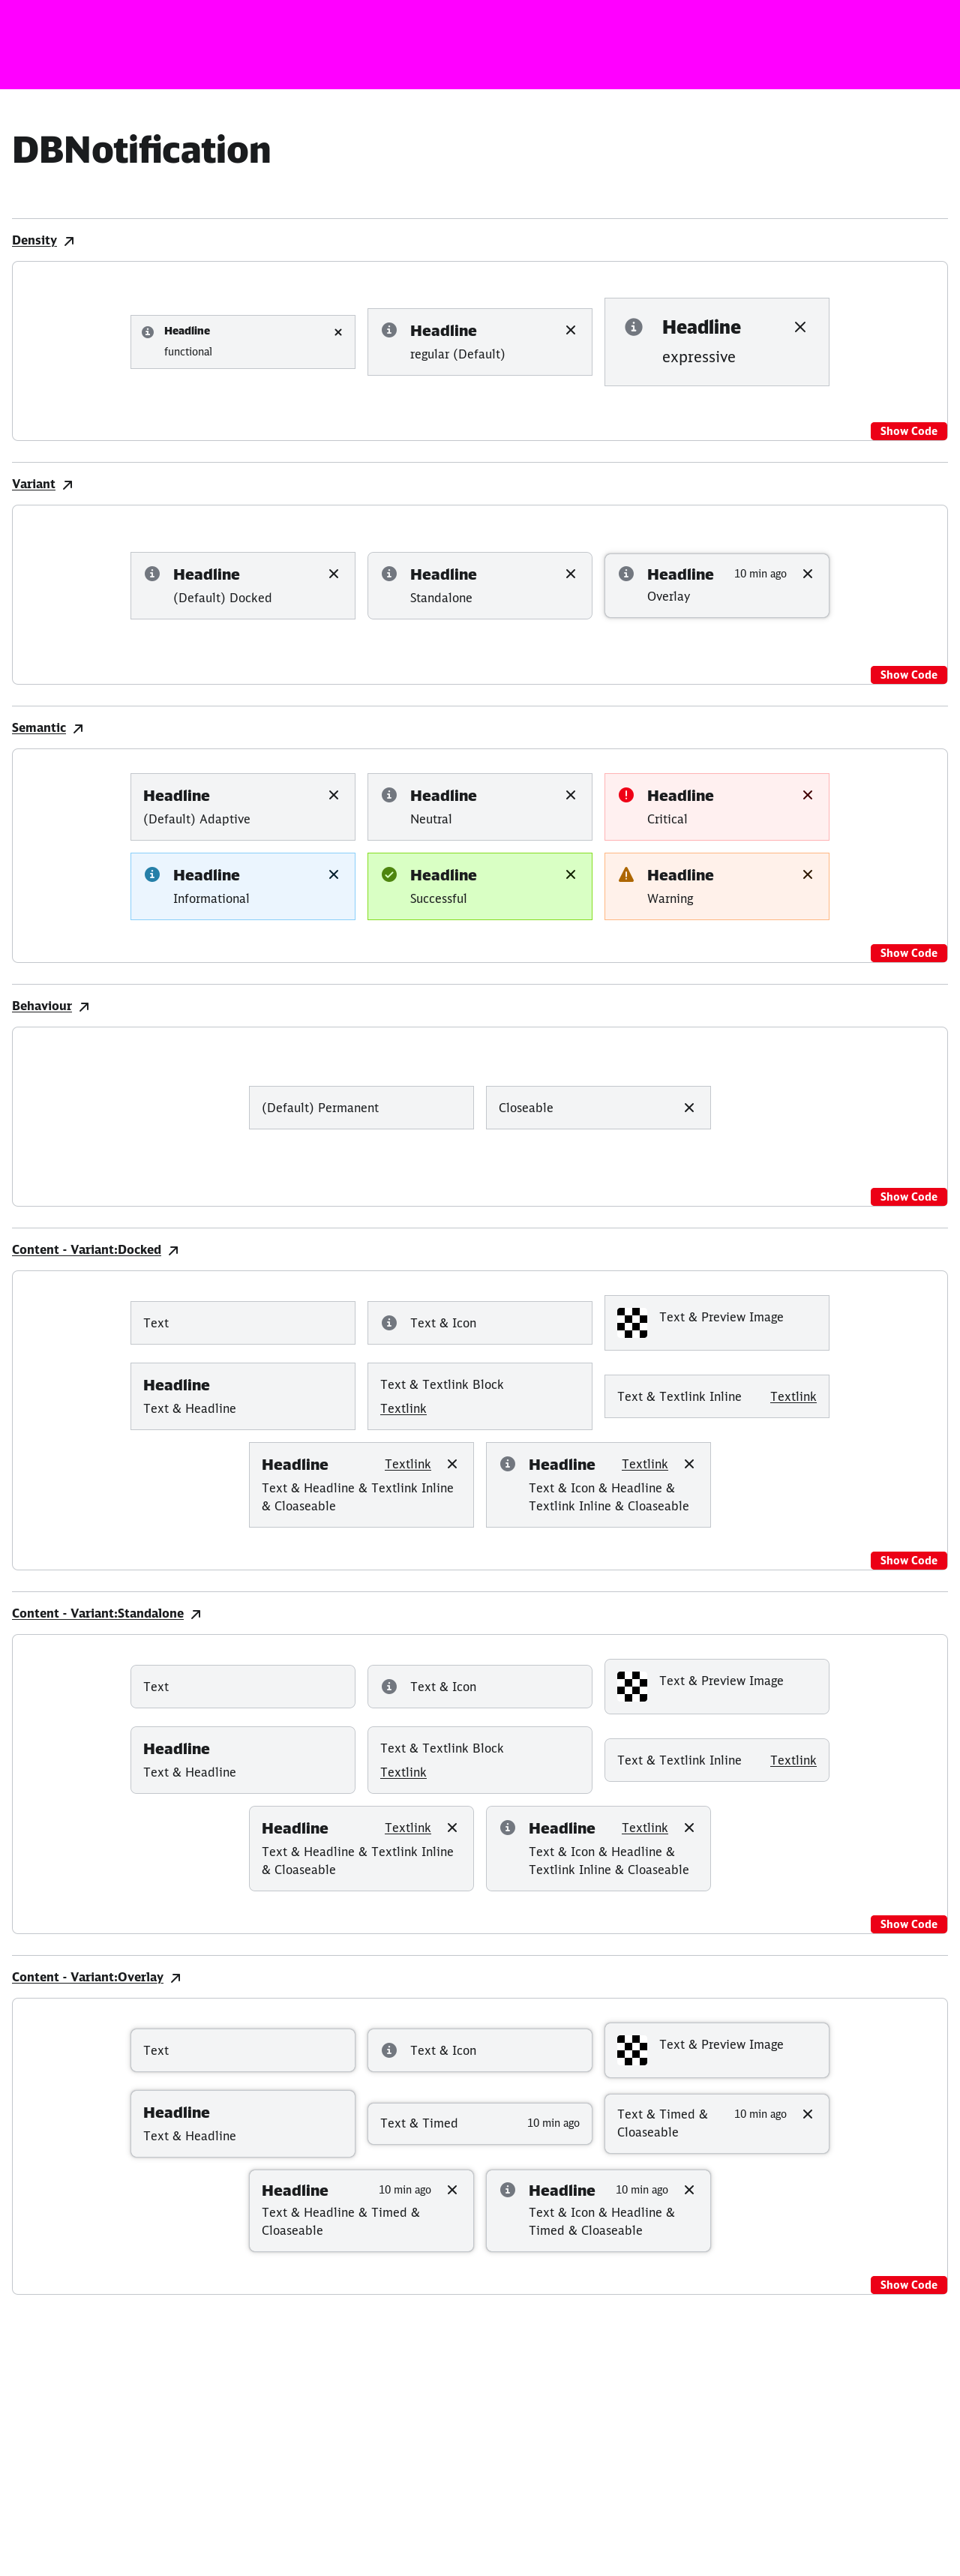 DBNotification
Density
Headline
functional
Headline
regular (Default)
Headline
expressive
Show Code
Variant
Headline
(Default) Docked
Headline
Standalone
Headline 10 min ago
Overlay
Show Code
Semantic
Headline
(Default) Adaptive
Headline
Neutral
Headline
Critical
Headline
Informational
Headline
Successful
Headline
Warning
Show Code
Behaviour
(Default) Permanent
Closeable
Show Code
Content - Variant:Docked
Text
Text & Icon
Text & Preview Image
Headline
Text & Headline
Text & Textlink Block
Textlink
Text & Textlink Inline Textlink
Headline Textlink
Text & Headline & Textlink Inline
& Cloaseable
Headline Textlink
Text & Icon & Headline &
Textlink Inline & Cloaseable
Show Code
Content - Variant:Standalone
Text
Text & Icon
Text & Preview Image
Headline
Text & Headline
Text & Textlink Block
Textlink
Text & Textlink Inline Textlink
Headline Textlink
Text & Headline & Textlink Inline
& Cloaseable
Headline Textlink
Text & Icon & Headline &
Textlink Inline & Cloaseable
Show Code
Content - Variant:Overlay
Text
Text & Icon
Text & Preview Image
Headline
Text & Headline
Text & Timed 10 min ago
Text & Timed & 10 min ago
Cloaseable
Headline 10 min ago
Text & Headline & Timed &
Cloaseable
Headline 10 min ago
Text & Icon & Headline &
Timed & Cloaseable
Show Code